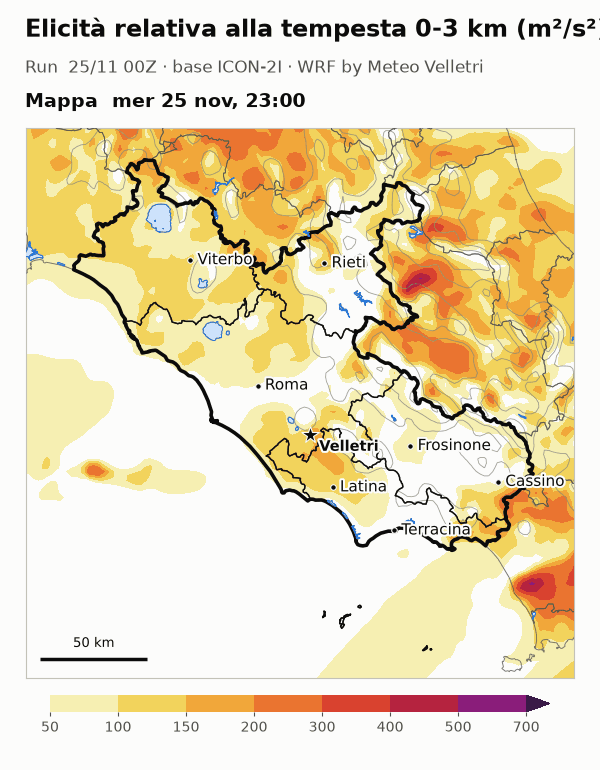 Elicità relativa alla tempesta 0-3 km (m²/s²)
Run 25/11 00Z · base ICON-2I · WRF by Meteo Velletri
Mappa mer 25 nov, 23:00
Viterbo
Rieti
Roma
Velletri
Frosinone
Cassino
Latina
Terracina
50 km
50 100 150 200 300 400 500 700